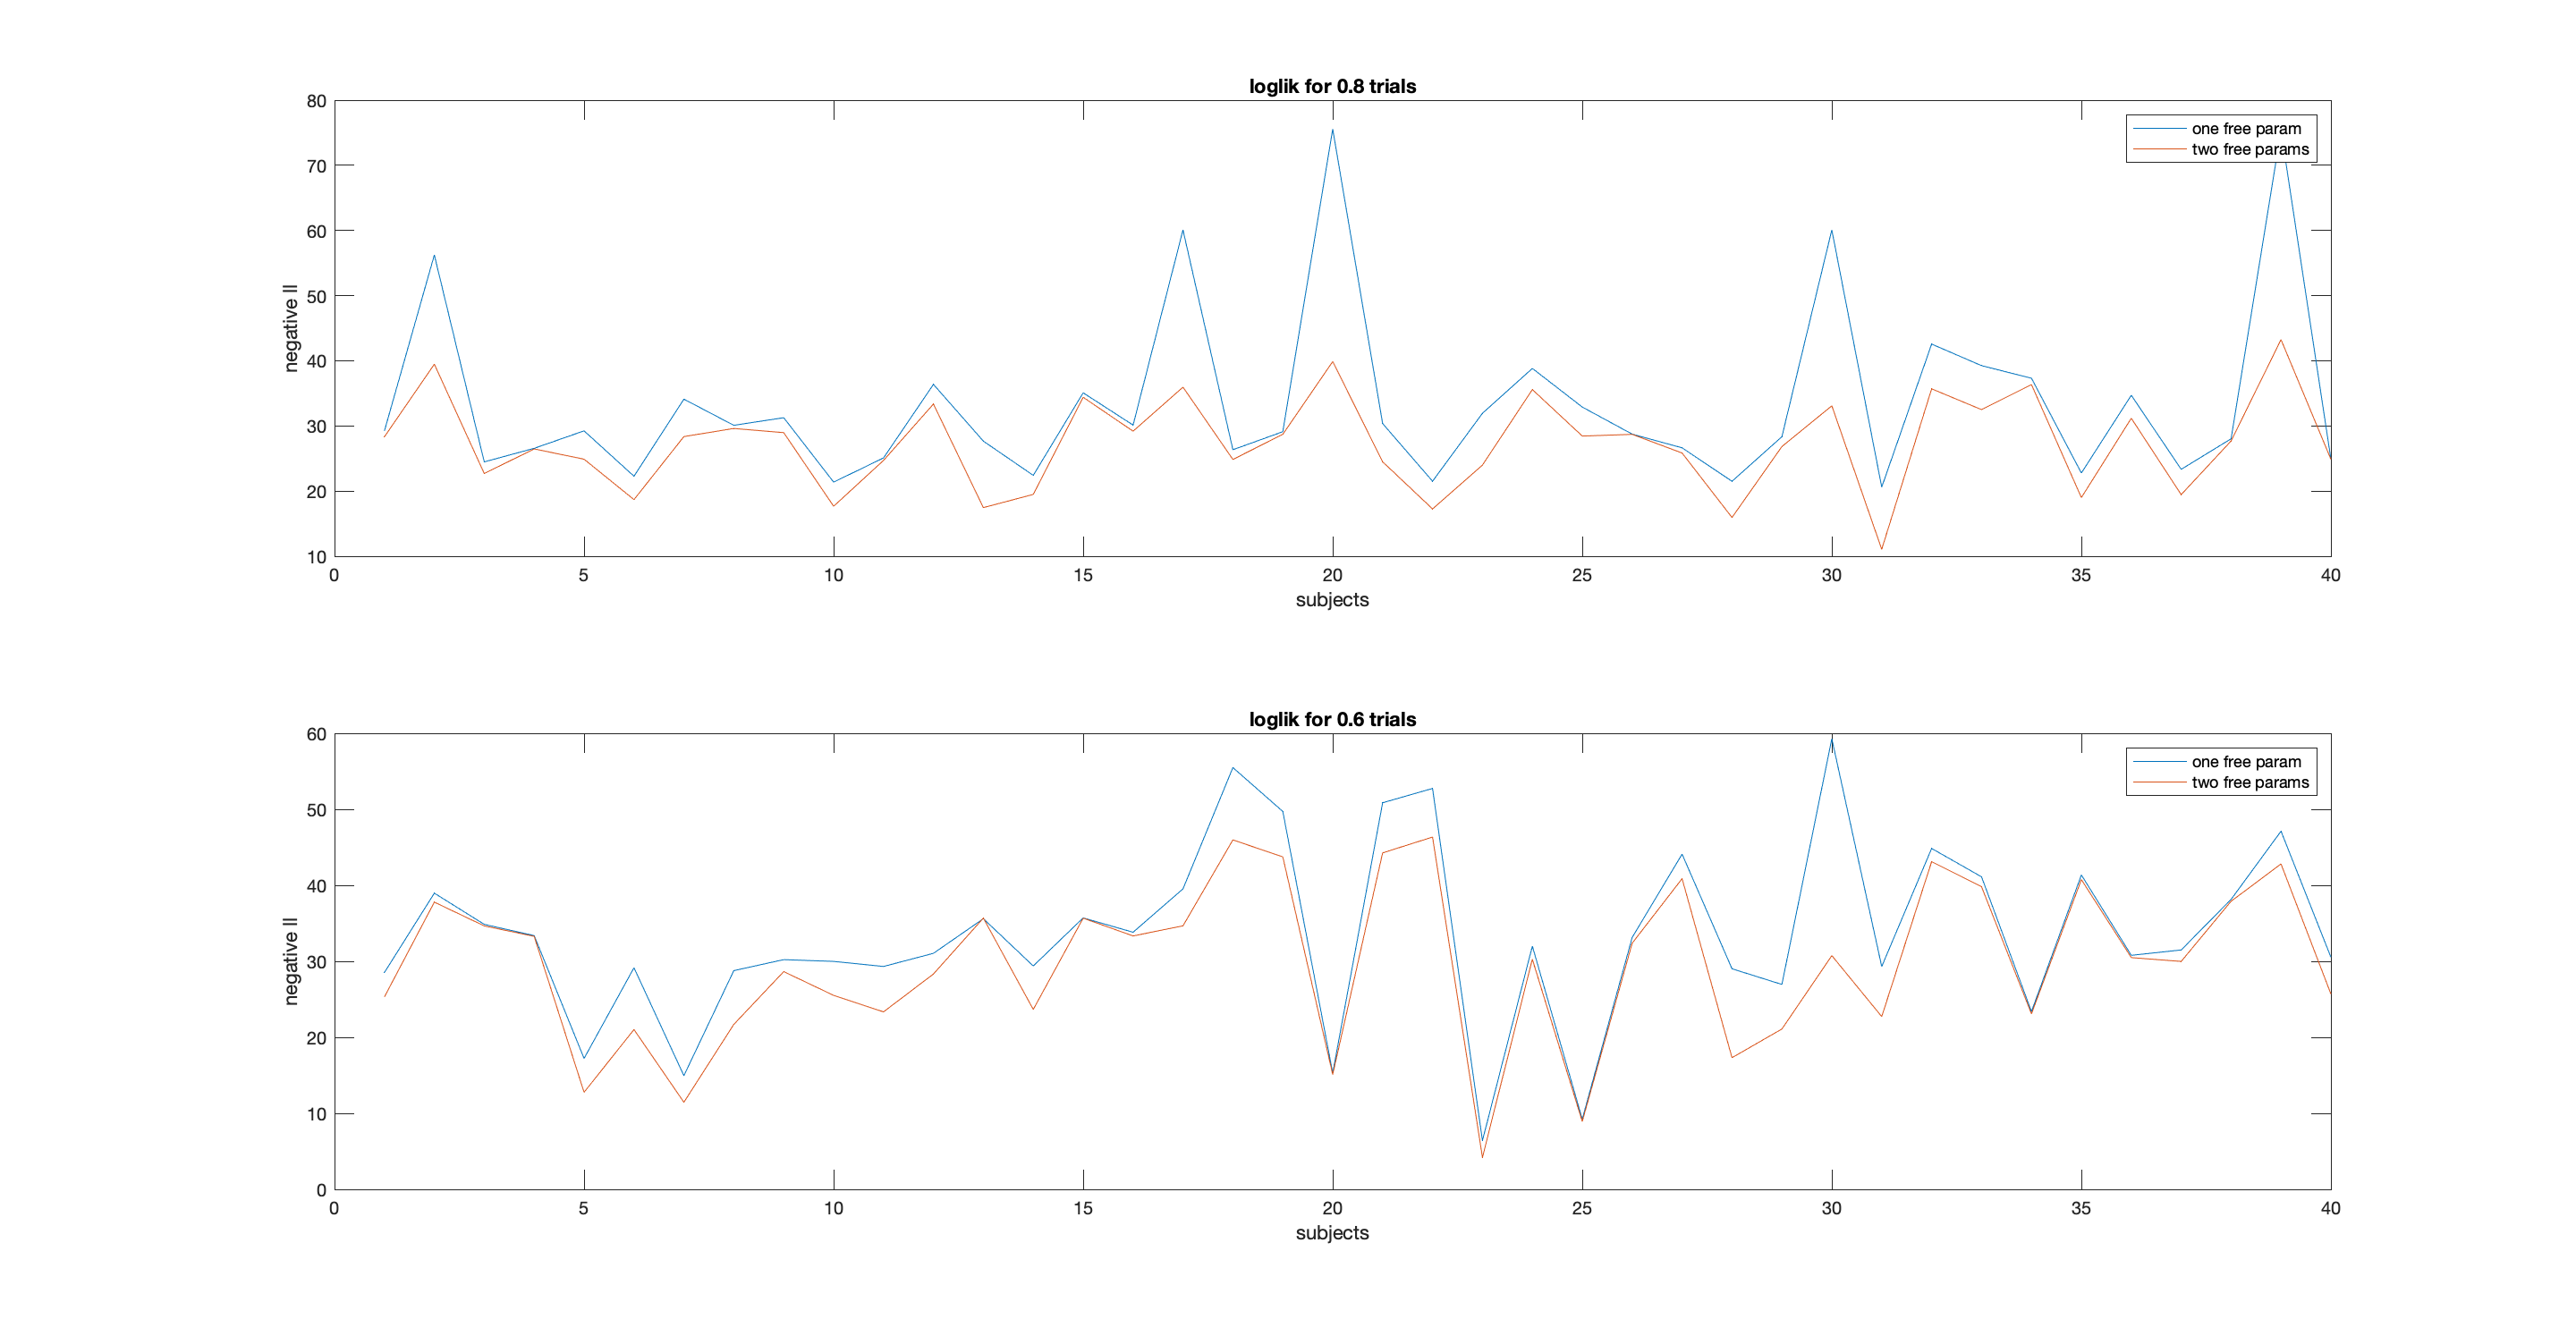 loglik for 0.8 trials
80
70
60
50
40
30
20
10
negative ll
one free param
two free params
0 5 10 15 20 25 30 35 40
subjects
loglik for 0.6 trials
60
50
40
30
20
10
0
negative ll
one free param
two free params
0 5 10 15 20 25 30 35 40
subjects